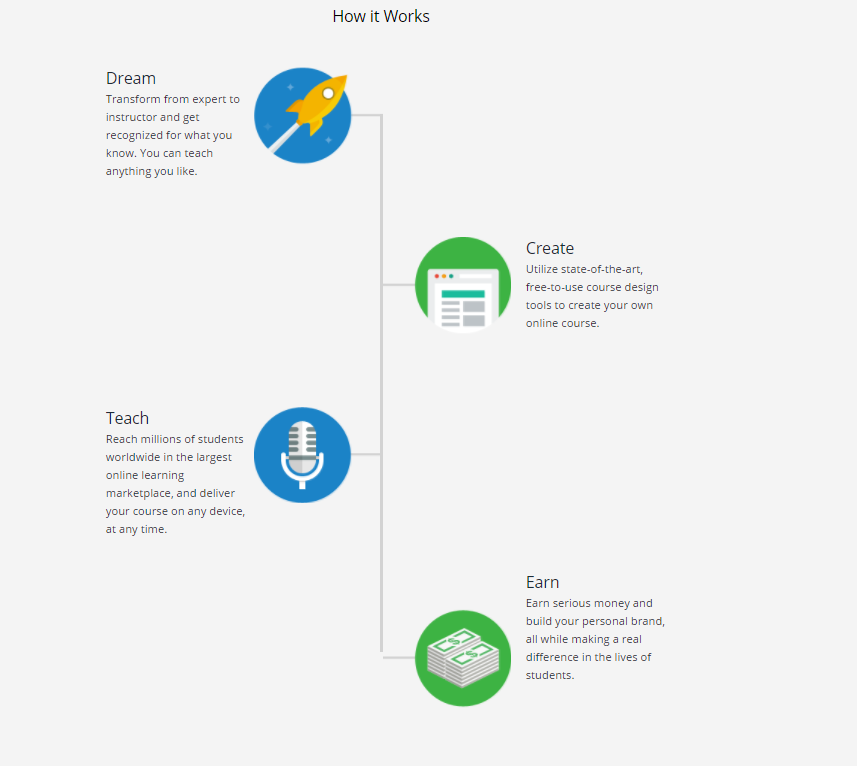 How it Works
Dream
Transform from expert to
instructor and get
recognized for what you
know. You can teach
anything you like.
Create
Utilize state-of-the-art,
free-to-use course design
tools to create your own
online course.
Teach
Reach millions of students
worldwide in the largest
online learning
marketplace, and deliver
your course on any device,
at any time.
Earn
Earn serious money and
build your personal brand,
all while making a real
difference in the lives of
students.